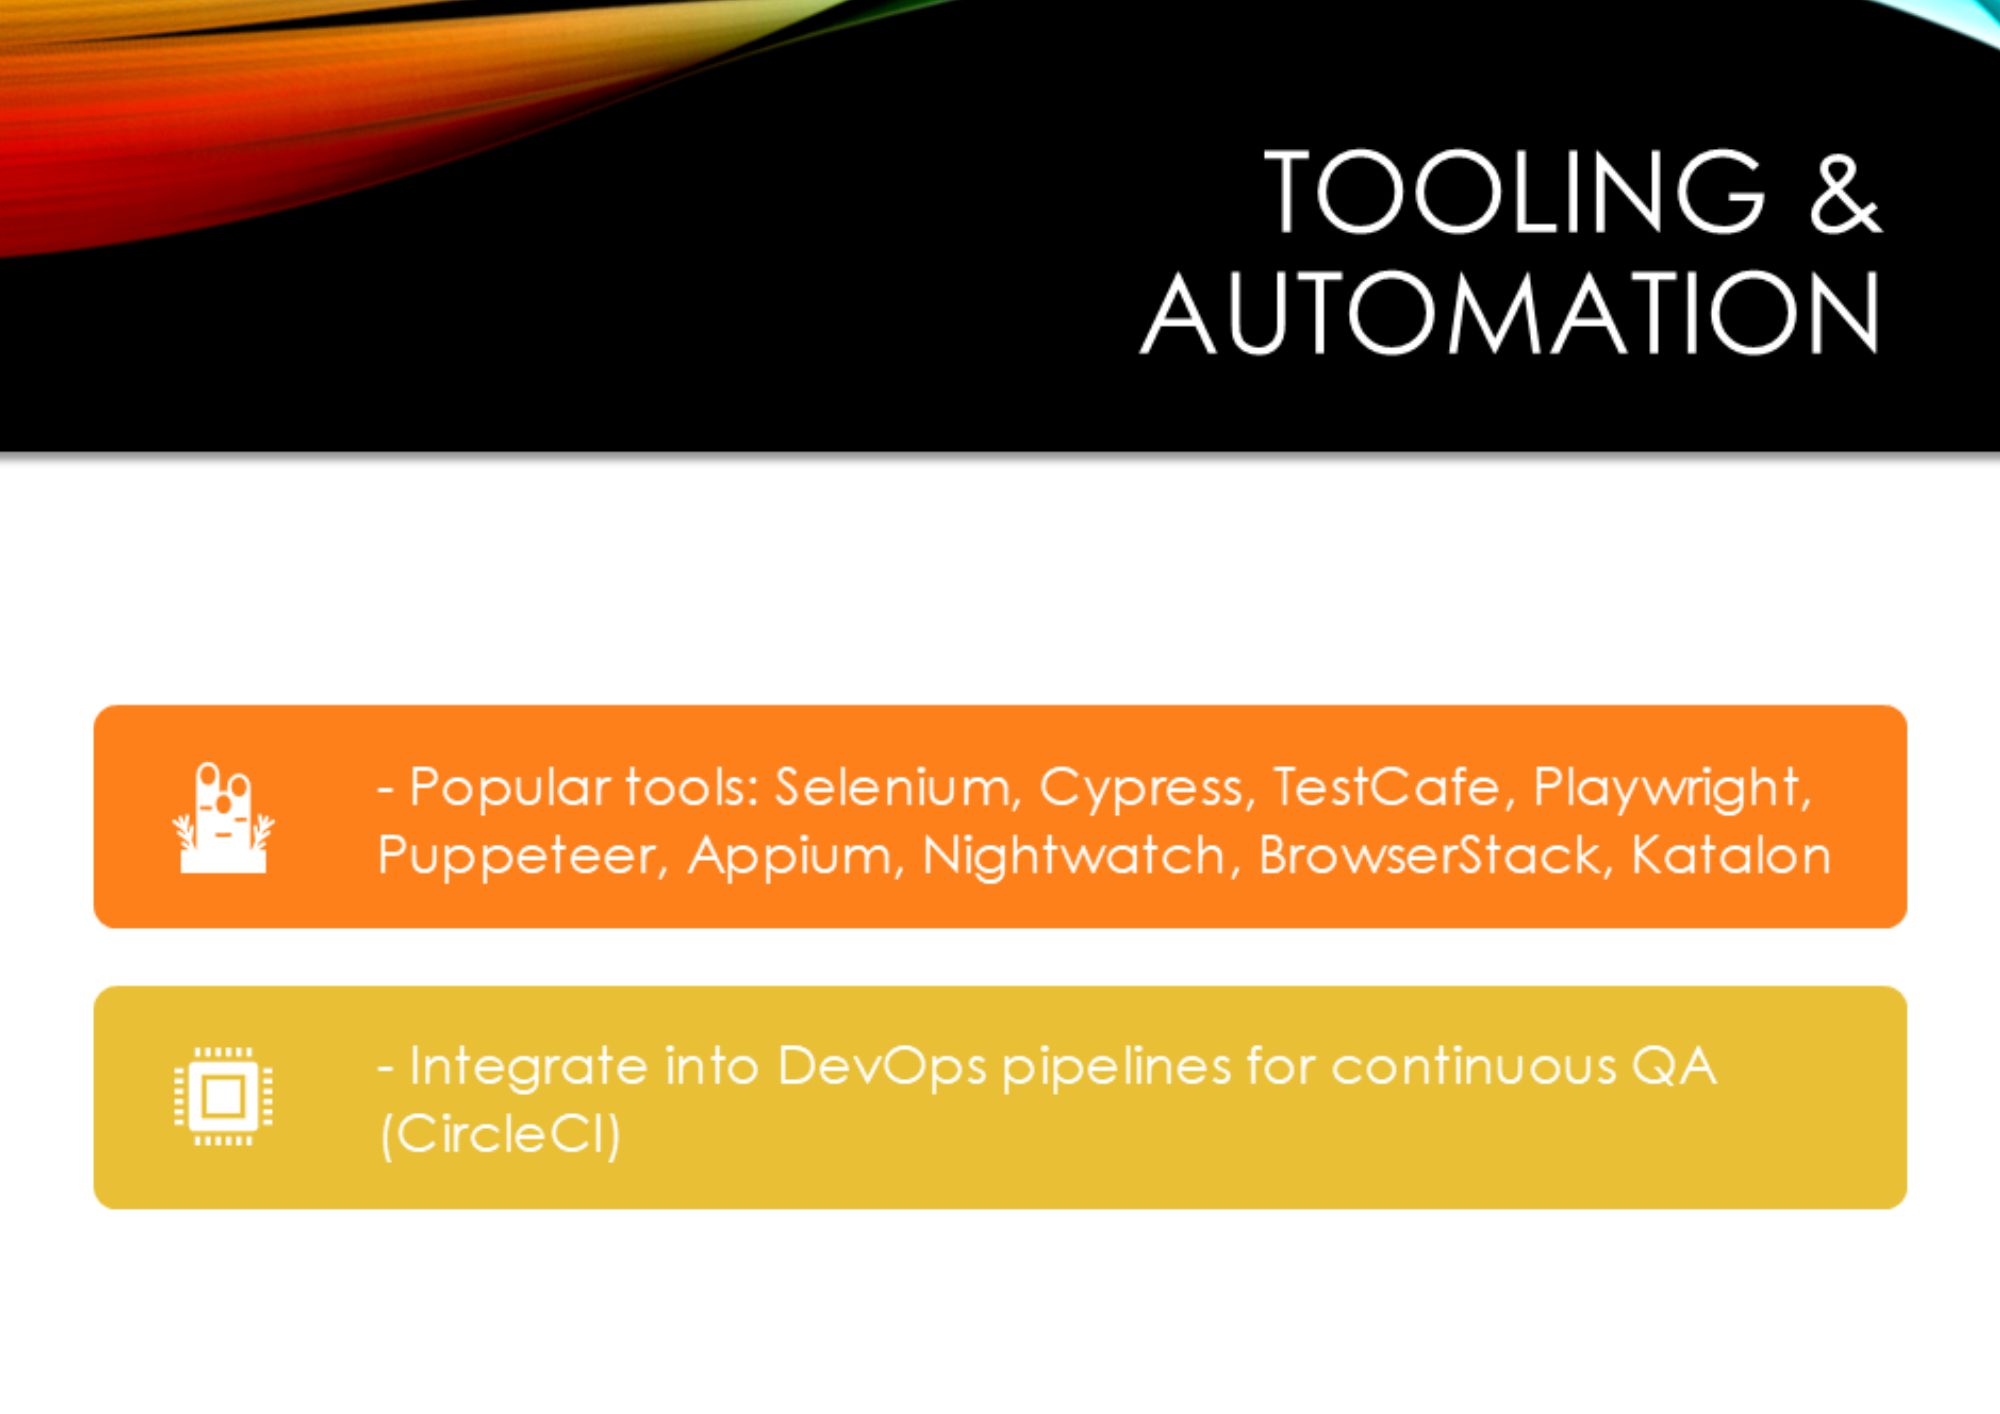 TOOLING &
AUTOMATION
- Popular tools: Selenium, Cypress, TestCafe, Playwright,
Puppeteer, Appium, Nightwatch, BrowserStack, Katalon
- Integrate into DevOps pipelines for continuous QA
(CircleCI)